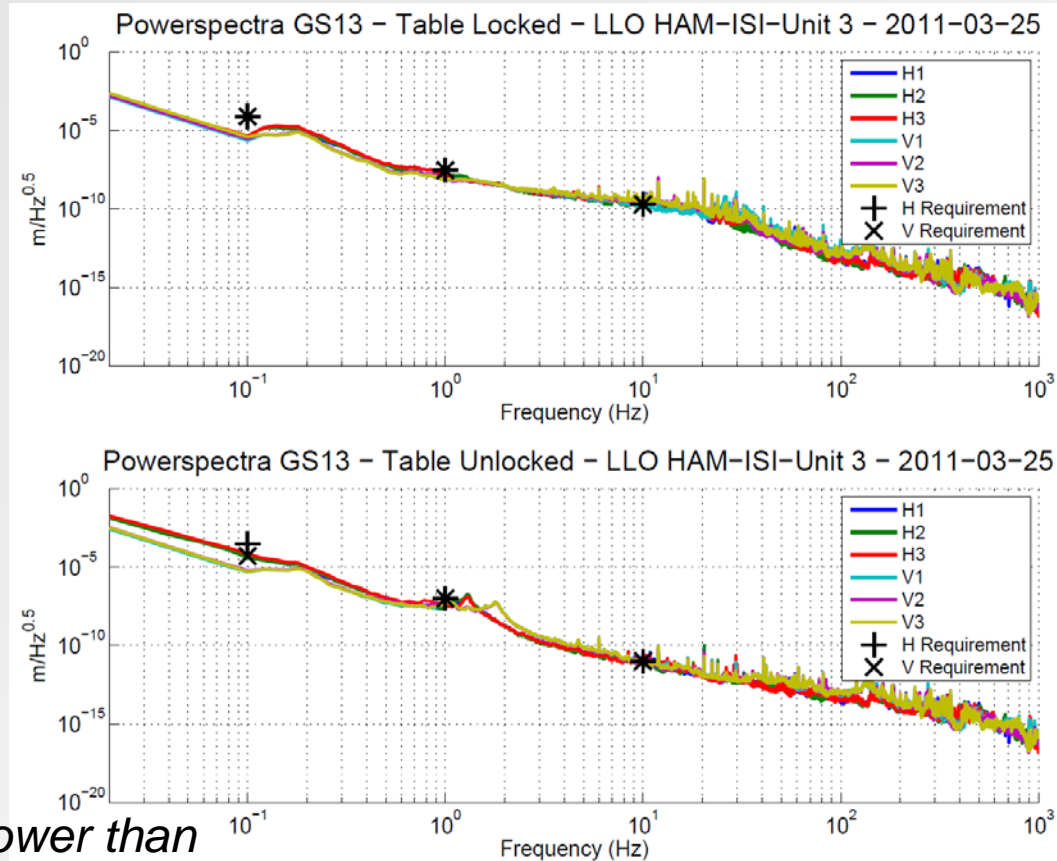 Powerspectra GS13 − Table Locked − LLO HAM−ISI−Unit 3 − 2011−03−25
10^0
10^−5
10^−10
10^−15
10^−20
m/Hz^0.5
H1
H2
H3
V1
V2
V3
H Requirement
V Requirement
10^−1 10^0 10^1 10^2 10^3
Frequency (Hz)
Powerspectra GS13 − Table Unlocked − LLO HAM−ISI−Unit 3 − 2011−03−25
10^0
10^−5
10^−10
10^−15
10^−20
m/Hz^0.5
H1
H2
H3
V1
V2
V3
H Requirement
V Requirement
10^−1 10^0 10^1 10^2 10^3
Frequency (Hz)
than